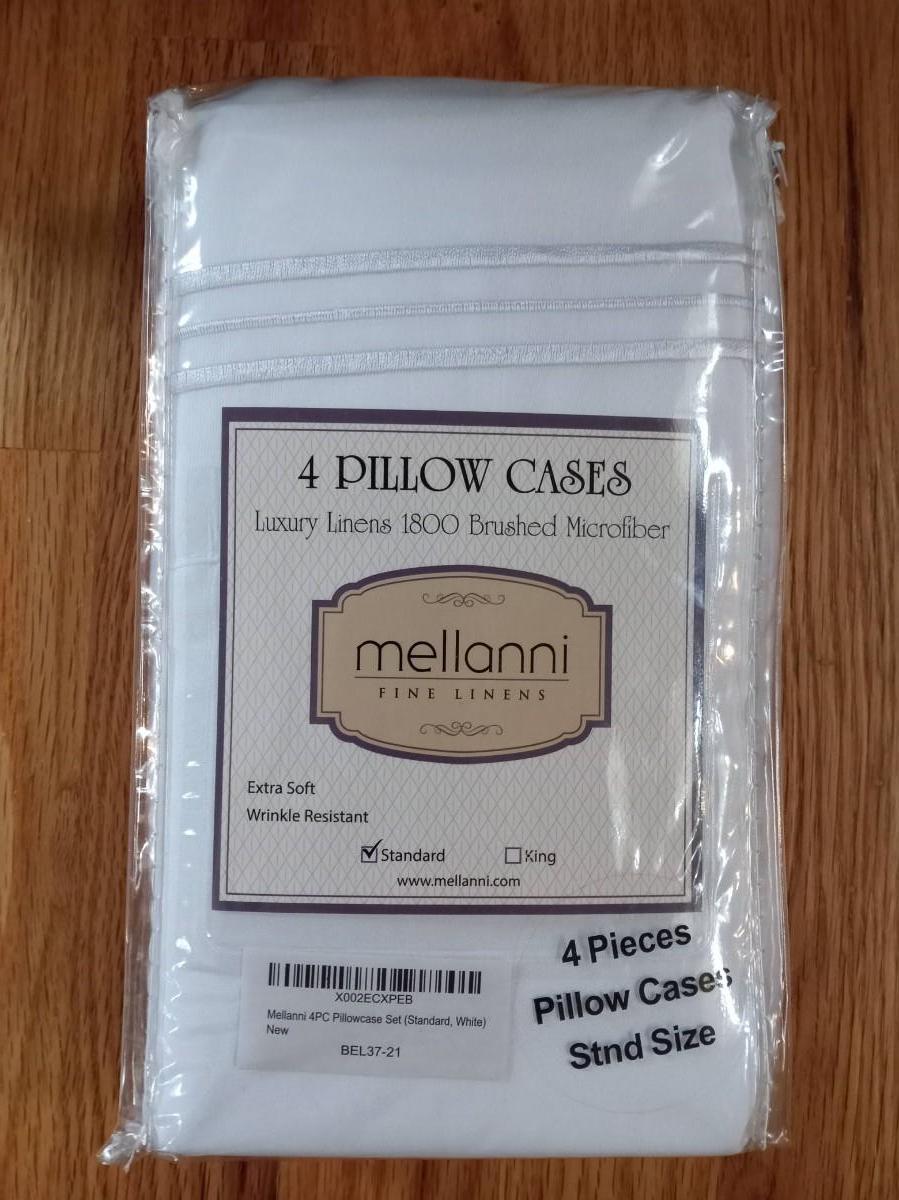 4 PILLOW CASES
Luxury Linens 1800 Brushed Microfiber
mellanni
FINE LINENS
Extra Soft
Wrinkle Resistant
Standard King
www.mellanni.com
4 Pieces
Pillow Cases
Stnd Size
X002ECXPEB
Mellanni 4PC Pillowcase Set (Standard, White)
New
BEL37-21